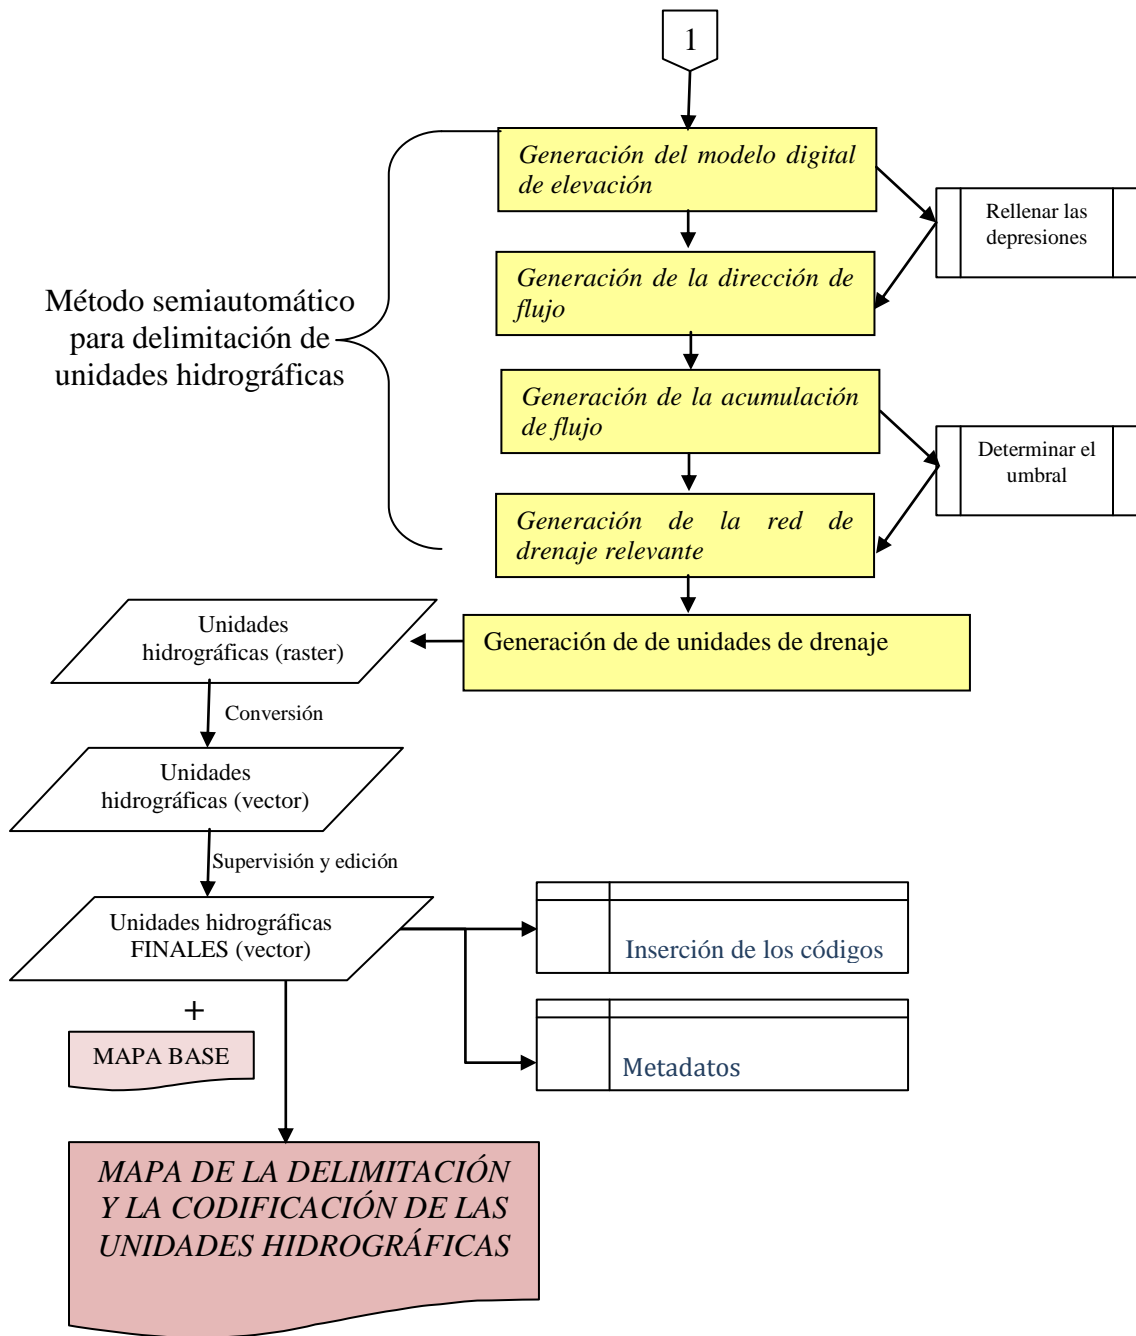 1
Generación del modelo digital
de elevación
Rellenar las
depresiones
Generación de la dirección de
flujo
Método semiautomático
para delimitación de
unidades hidrográficas
Generación de la acumulación
de flujo
Determinar el
umbral
Generación de la red de
drenaje relevante
Generación de de unidades de drenaje
Unidades
hidrográficas (raster)
Conversión
Unidades
hidrográficas (vector)
Supervisión y edición
Unidades hidrográficas
FINALES (vector)
Inserción de los códigos
+
MAPA BASE
Metadatos
MAPA DE LA DELIMITACIÓN
Y LA CODIFICACIÓN DE LAS
UNIDADES HIDROGRÁFICAS